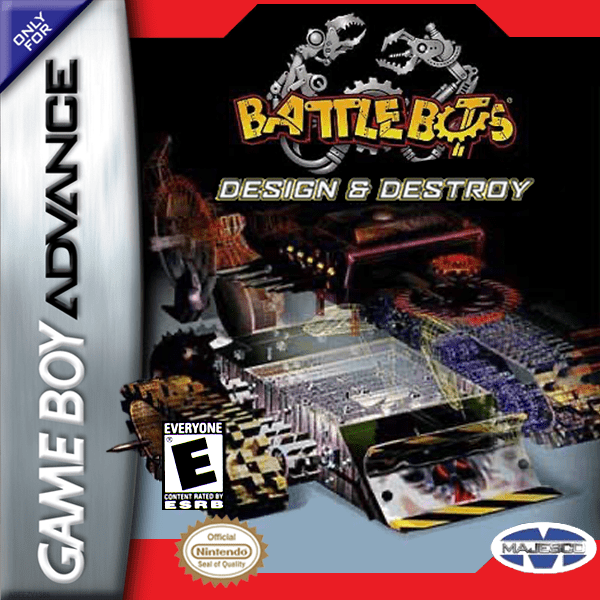 ONLY
FOR
GAME BOY ADVANCE
BATTLEBOTS
DESIGN & DESTROY
EVERYONE
E
CONTENT RATED BY
ESRB
Official
Nintendo
Seal of Quality
MAJESCO